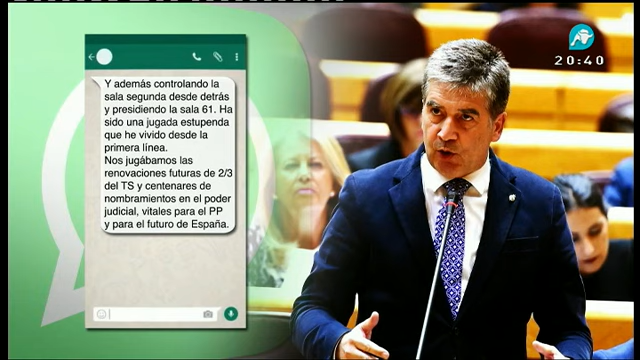 20:40
Y además controlando la
sala segunda desde detrás
y presidiendo la sala 61. Ha
sido una jugada estupenda
que he vivido desde la
primera línea.
Nos jugábamos las
renovaciones futuras de 2/3
del TS y centenares de
nombramientos en el poder
judicial, vitales para el PP
y para el futuro de España.